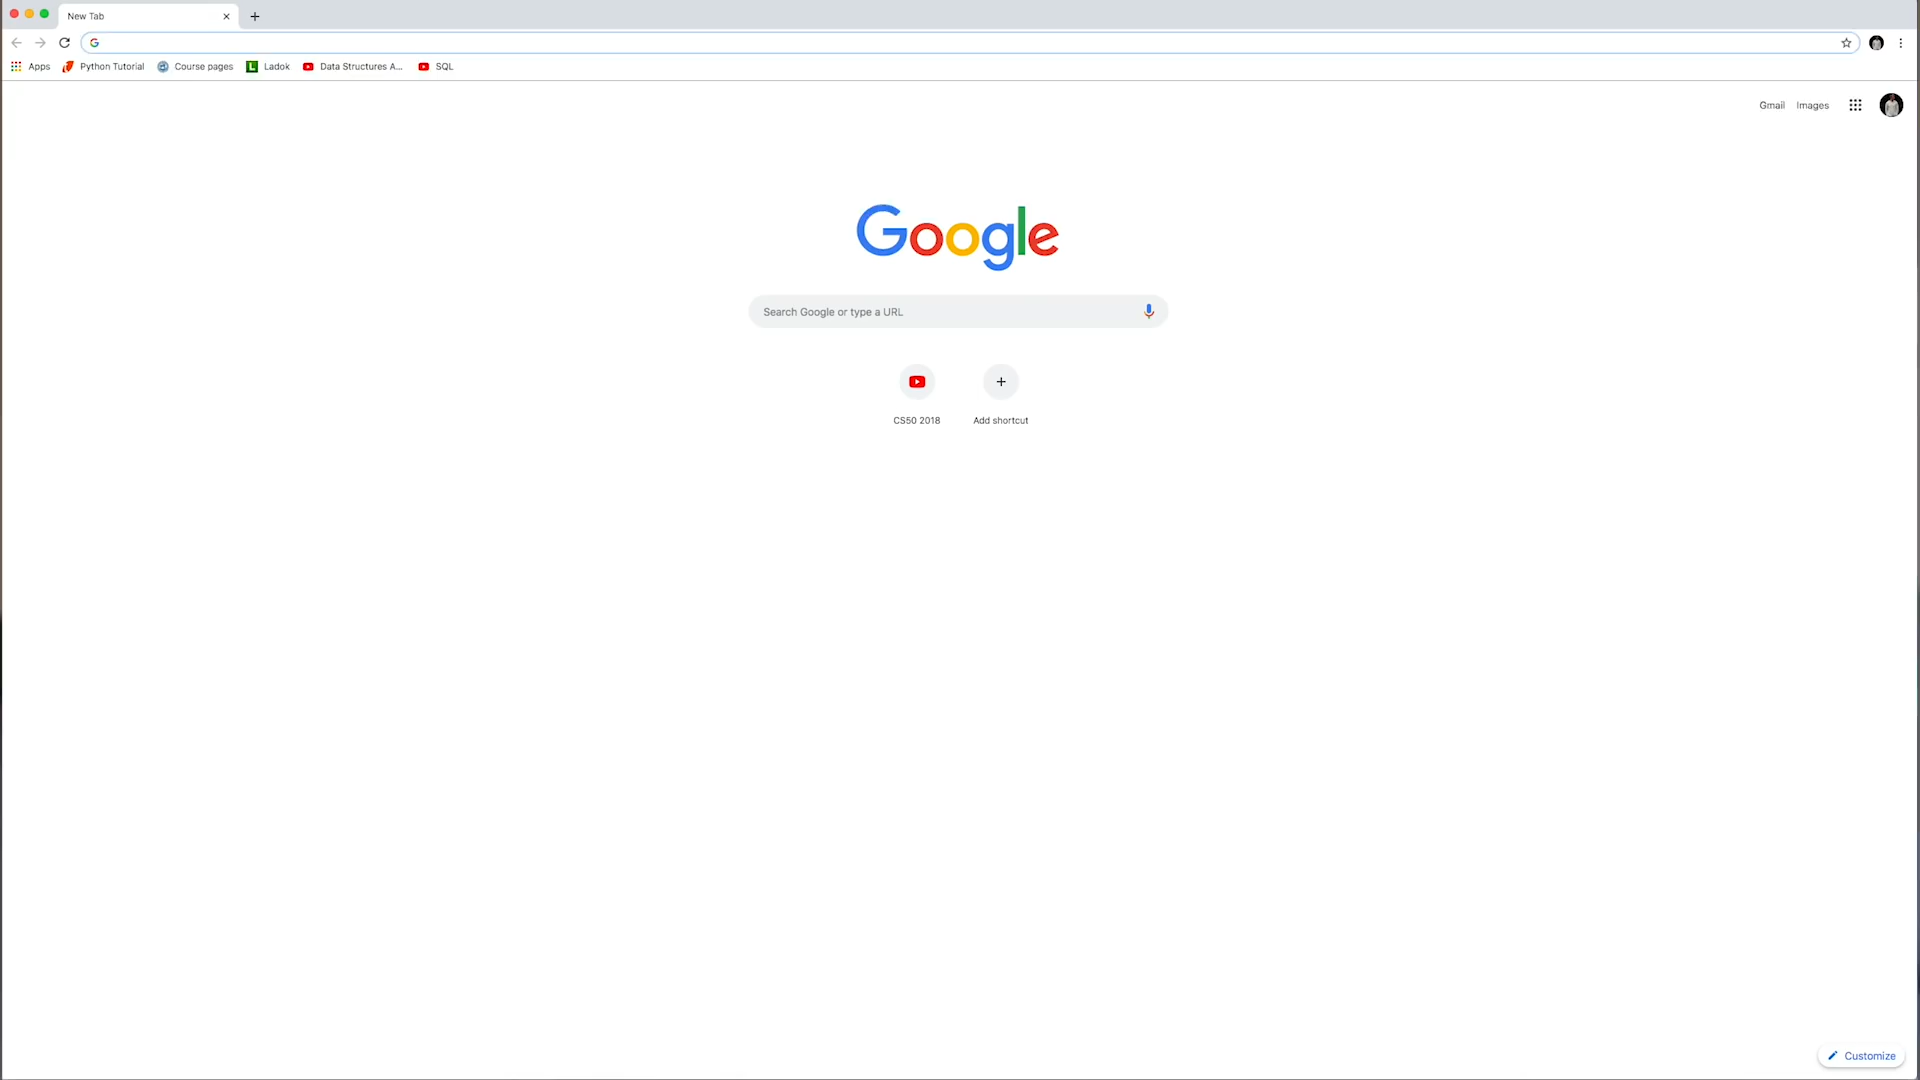 New Tab
Apps Python Tutorial Course pages Ladok Data Structures A... SQL
Gmail Images
Google
Search Google or type a URL
CS50 2018 Add shortcut
Customize